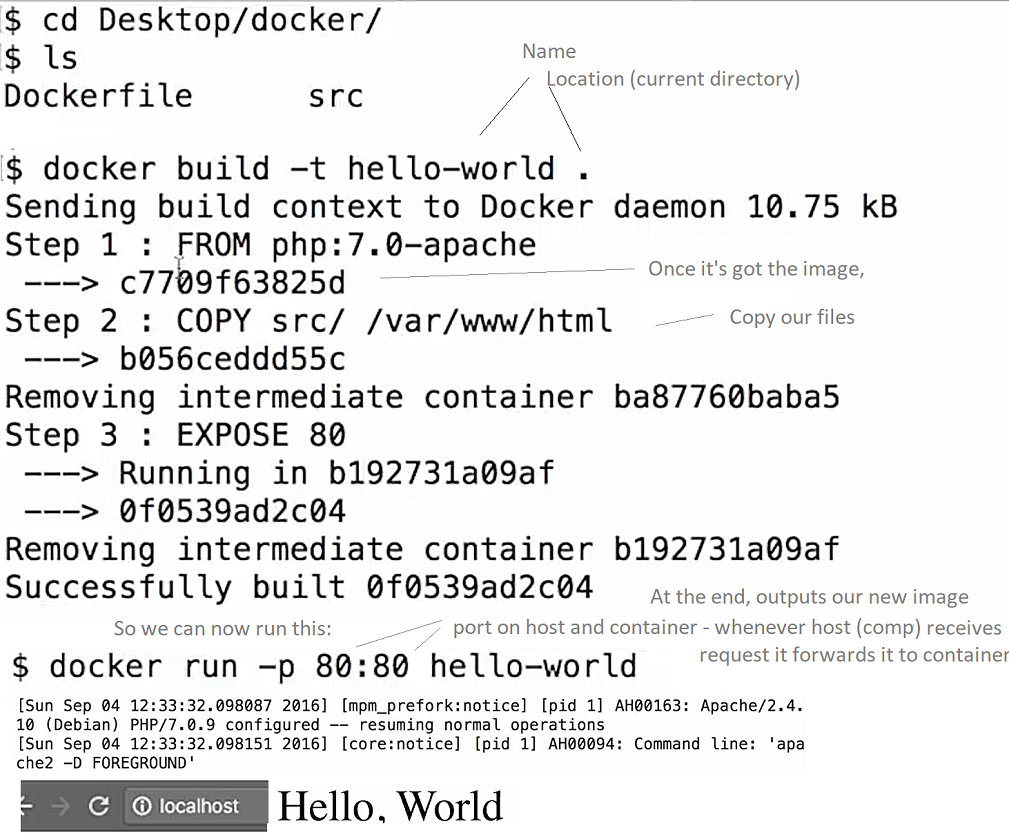 $ cd Desktop/docker/
$ ls
Dockerfile src
Name
Location (current directory)
$ docker build -t hello-world .
Sending build context to Docker daemon 10.75 kB
Step 1 : FROM php:7.0-apache
---> c7709f63825d
Once it's got the image,
Step 2 : COPY src/ /var/www/html
Copy our files
---> b056ceddd55c
Removing intermediate container ba87760baba5
Step 3 : EXPOSE 80
---> Running in b192731a09af
---> 0f0539ad2c04
Removing intermediate container b192731a09af
Successfully built 0f0539ad2c04
At the end, outputs our new image
So we can now run this:
port on host and container - whenever host (comp) receives
request it forwards it to container
$ docker run -p 80:80 hello-world
[Sun Sep 04 12:33:32.098087 2016] [mpm_prefork:notice] [pid 1] AH00163: Apache/2.4.
10 (Debian) PHP/7.0.9 configured -- resuming normal operations
[Sun Sep 04 12:33:32.098151 2016] [core:notice] [pid 1] AH00094: Command line: 'apa
che2 -D FOREGROUND'
localhost
Hello, World